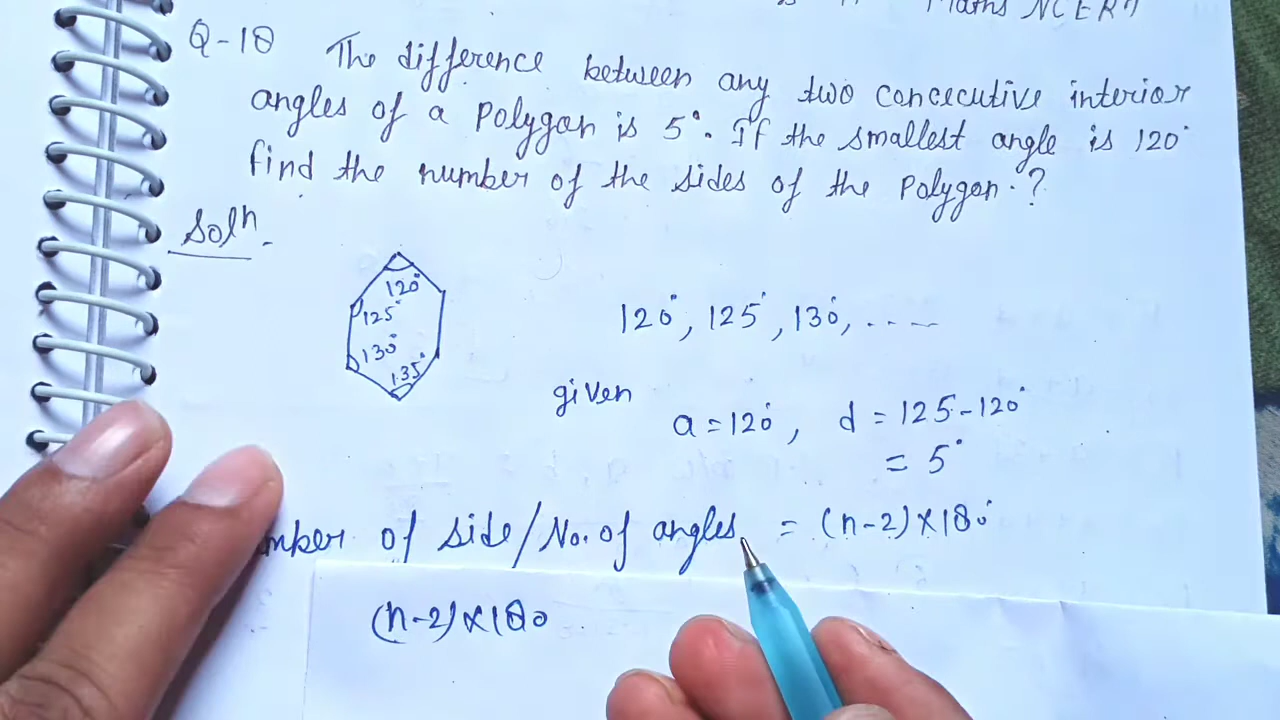 Maths NCERT
Q-18 The difference between any two concecutive interior
angles of a polygon is 5°. If the smallest angle is 120°
find the number of the sides of the polygon.?
Solⁿ.
120°
125°
130°
135°
120°, 125°, 130°, .....
given
a = 120°, d = 125 - 120°
= 5°
mber of side/No. of angles = (n-2)×180°
(n-2)×180